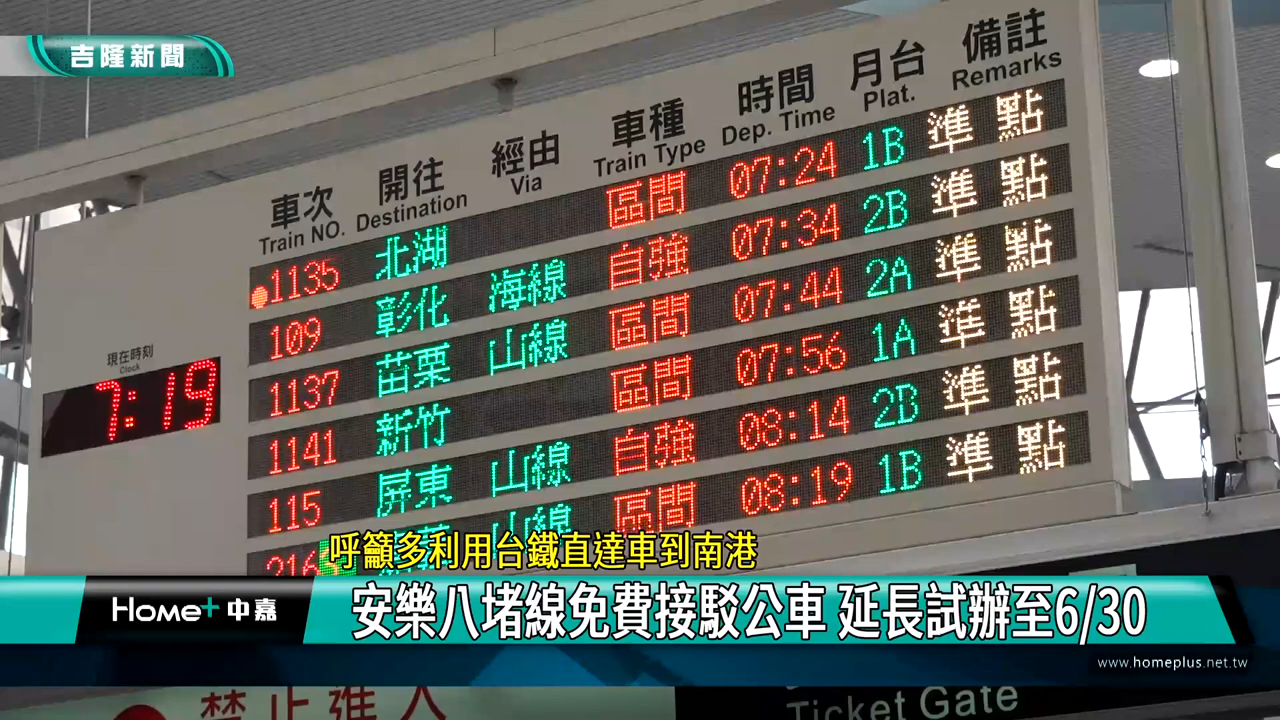 吉隆新聞
車次 開往 經由 車種 時間 月台 備註
Train NO. Destination Via Train Type Dep. Time Plat. Remarks
1135 北湖 區間 07:24 1B 準點
109 彰化 海線 自強 07:34 2B 準點
1137 苗栗 山線 區間 07:44 2A 準點
1141 新竹 區間 07:56 1A 準點
115 屏東 山線 自強 08:14 2B 準點
216 山線 區間 08:19 1B 準點
現在時刻
Clock
7:19
呼籲多利用台鐵直達車到南港
Home+ 中嘉
安樂八堵線免費接駁公車 延長試辦至6/30
www.homeplus.net.tw
禁止進入
Ticket Gate